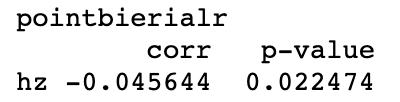 pointbierialr
corr p-value
hz -0.045644 0.022474